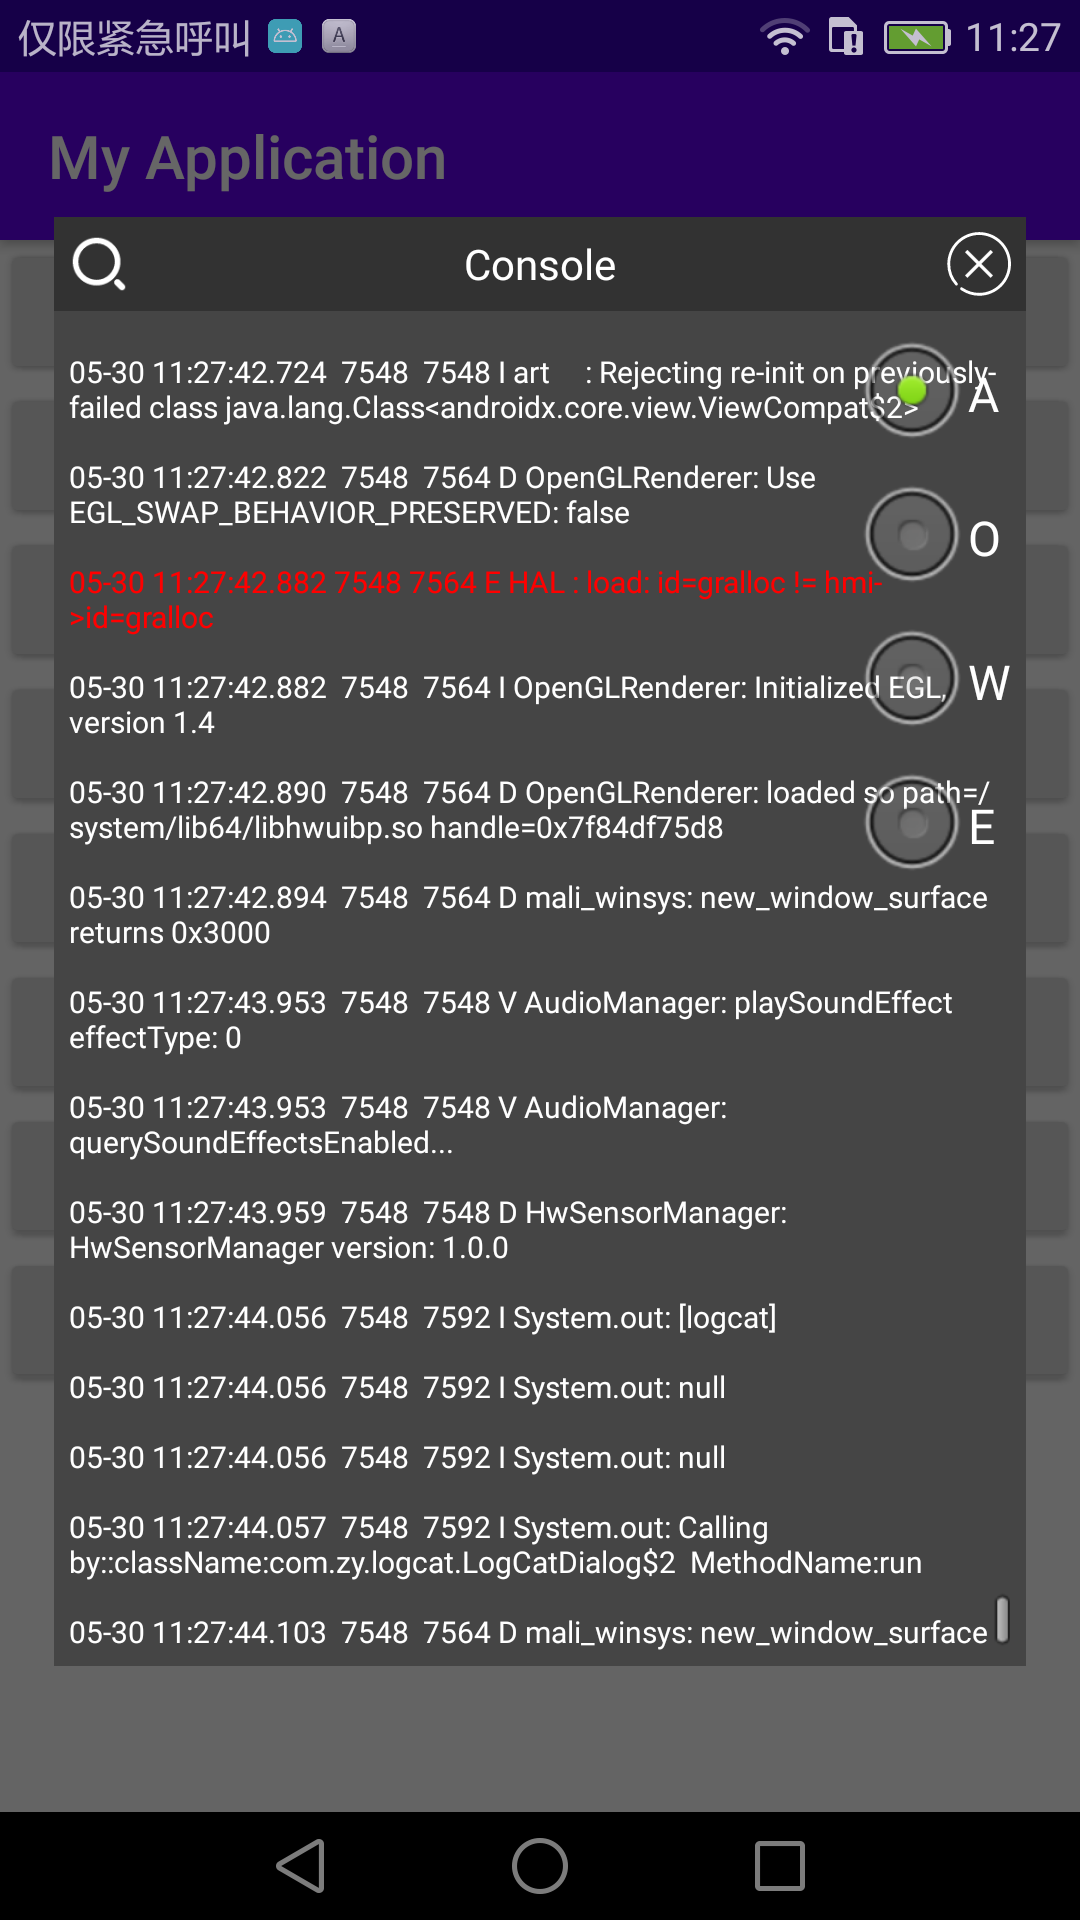 仅限紧急呼叫 A 11:27
My Application
Console
05-30 11:27:42.724  7548  7548 I art     : Rejecting re-init on previously-
failed class java.lang.Class<androidx.core.view.ViewCompat$2>
A
05-30 11:27:42.822  7548  7564 D OpenGLRenderer: Use
EGL_SWAP_BEHAVIOR_PRESERVED: false
O
05-30 11:27:42.882 7548 7564 E HAL : load: id=gralloc != hmi-
>id=gralloc
05-30 11:27:42.882  7548  7564 I OpenGLRenderer: Initialized EGL,
version 1.4
W
05-30 11:27:42.890  7548  7564 D OpenGLRenderer: loaded so path=/
system/lib64/libhwuibp.so handle=0x7f84df75d8
E
05-30 11:27:42.894  7548  7564 D mali_winsys: new_window_surface
returns 0x3000
05-30 11:27:43.953  7548  7548 V AudioManager: playSoundEffect
effectType: 0
05-30 11:27:43.953  7548  7548 V AudioManager:
querySoundEffectsEnabled...
05-30 11:27:43.959  7548  7548 D HwSensorManager:
HwSensorManager version: 1.0.0
05-30 11:27:44.056  7548  7592 I System.out: [logcat]
05-30 11:27:44.056  7548  7592 I System.out: null
05-30 11:27:44.056  7548  7592 I System.out: null
05-30 11:27:44.057  7548  7592 I System.out: Calling
by::className:com.zy.logcat.LogCatDialog$2  MethodName:run
05-30 11:27:44.103  7548  7564 D mali_winsys: new_window_surface